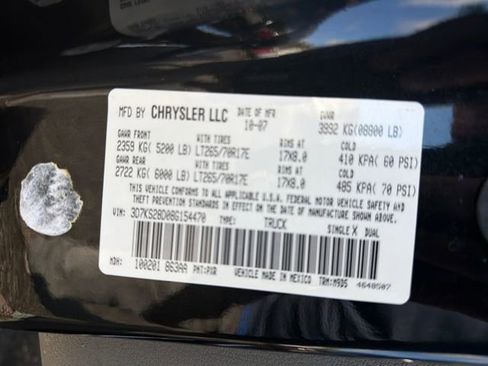 MFD BY CHRYSLER LLC DATE OF MFR GVWR
10-07 3992 KG(08800 LB)
GAWR FRONT WITH TIRES RIMS AT COLD
2359 KG( 5200 LB) LT265/70R17E 17X8.0 410 KPA( 60 PSI)
GAWR REAR WITH TIRES RIMS AT COLD
2722 KG( 6000 LB) LT265/70R17E 17X8.0 485 KPA( 70 PSI)
THIS VEHICLE CONFORMS TO ALL APPLICABLE U.S.A. FEDERAL MOTOR VEHICLE SAFETY AND
THEFT PREVENTION STANDARDS IN EFFECT ON THE DATE OF MANUFACTURE SHOWN ABOVE.
VIN: 3D7KS28D08G154470 TYPE: TRUCK SINGLE X DUAL
MDH: 100201 863AA PNT:PXR VEHICLE MADE IN MEXICO TRM:M9D5 4648507